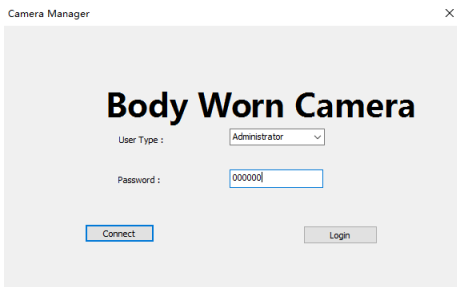 Camera Manager
Body Worn Camera
User Type :
Administrator
Password :
000000
Connect
Login